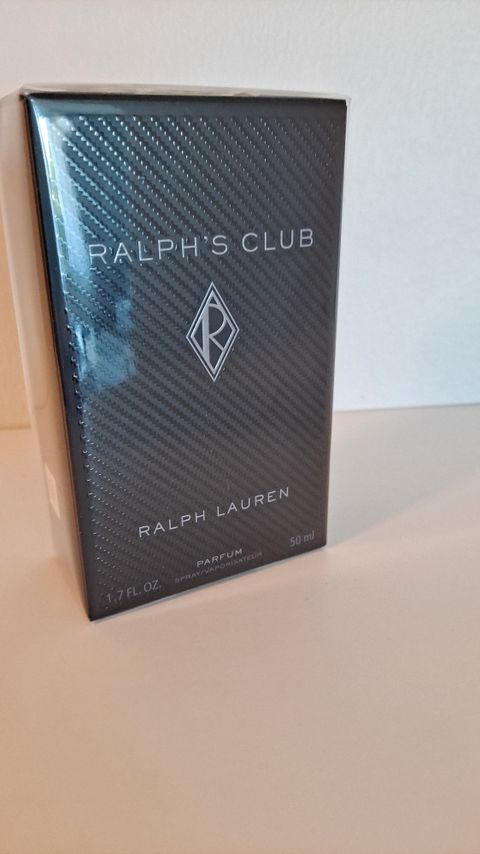 RALPH'S CLUB
R
RALPH LAUREN
PARFUM
SPRAY/VAPORISATEUR
1.7 FL. OZ.
50 ml